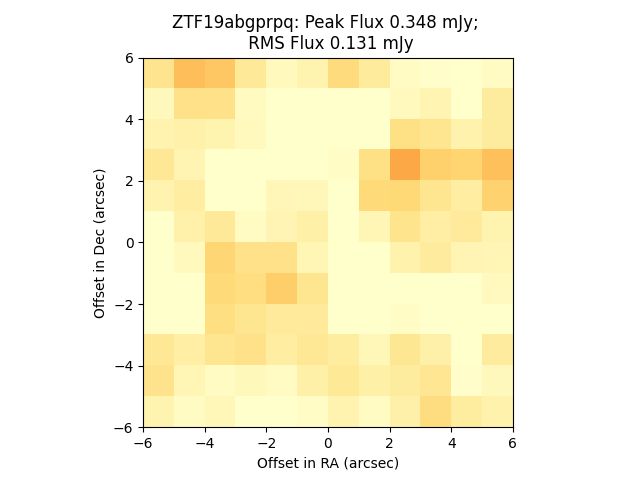 ZTF19abgprpq: Peak Flux 0.348 mJy;
RMS Flux 0.131 mJy
6
4
2
0
−2
−4
−6
Offset in Dec (arcsec)
−6 −4 −2 0 2 4 6
Offset in RA (arcsec)